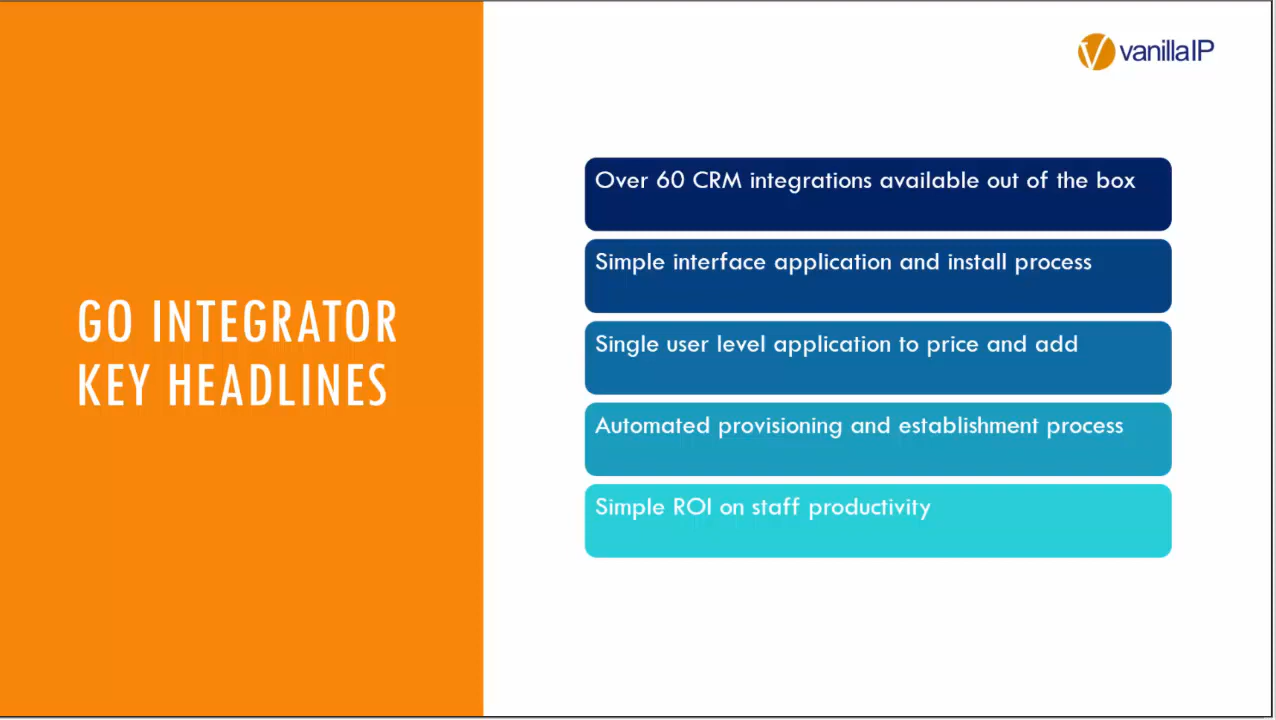 vanillaIP
GO INTEGRATOR
KEY HEADLINES
Over 60 CRM integrations available out of the box
Simple interface application and install process
Single user level application to price and add
Automated provisioning and establishment process
Simple ROI on staff productivity